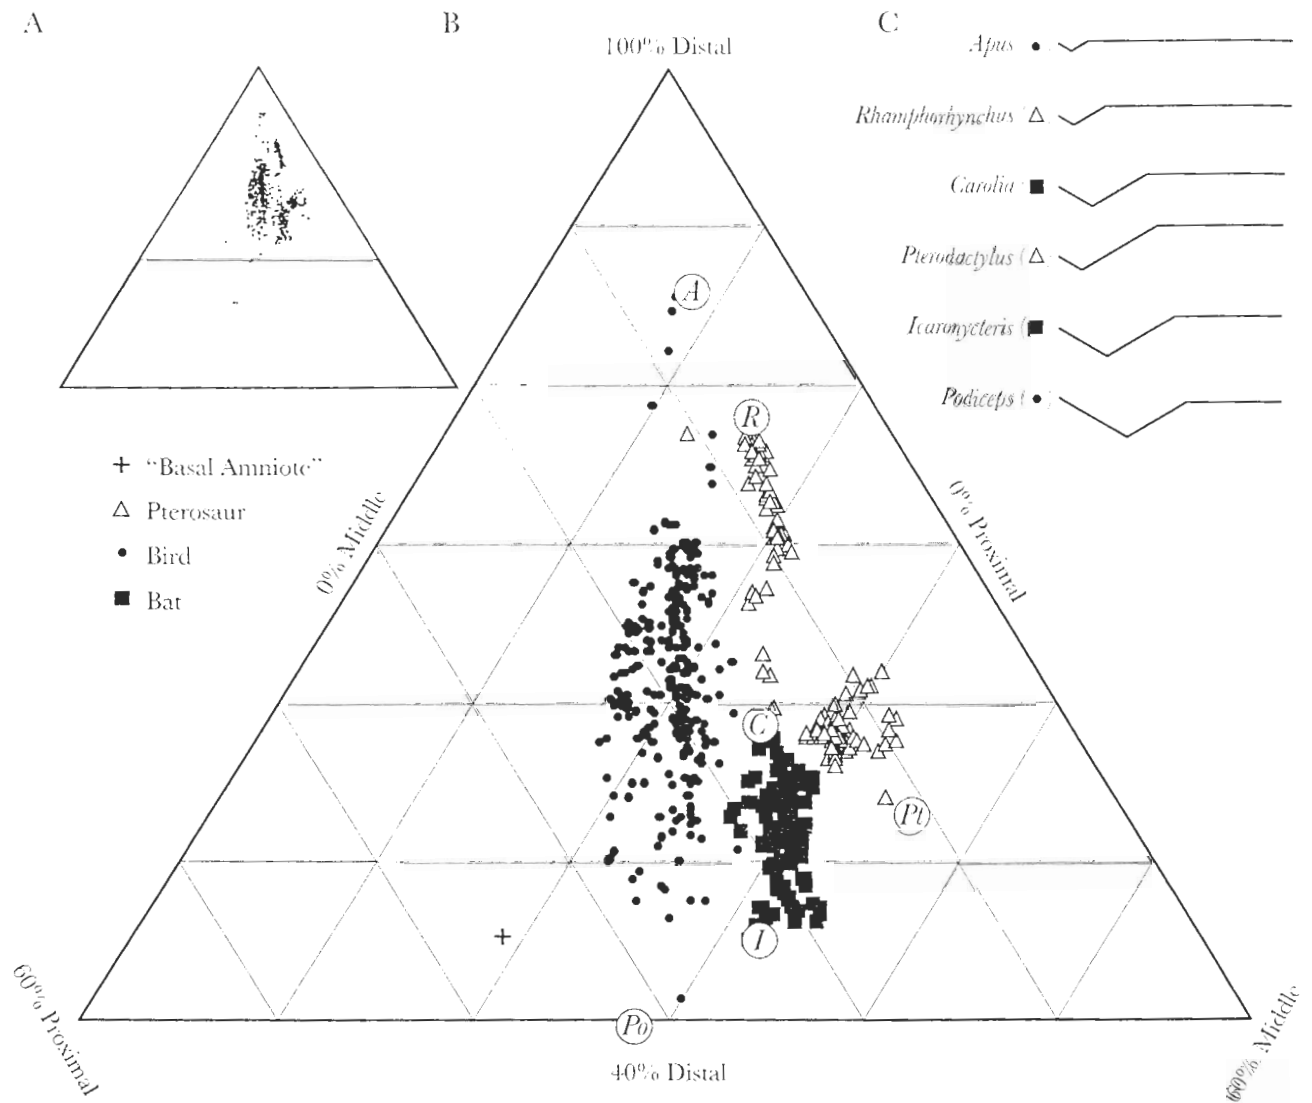 A
B
C
100% Distal
Apus
Rhamphorhynchus
Carolia
Pterodactylus (
Icaronycteris (
Podiceps (
A
R
"Basal Amniote"
Pterosaur
Bird
Bat
0% Middle
0% Proximal
C
Pt
I
Po
60% Proximal
40% Distal
60% Middle